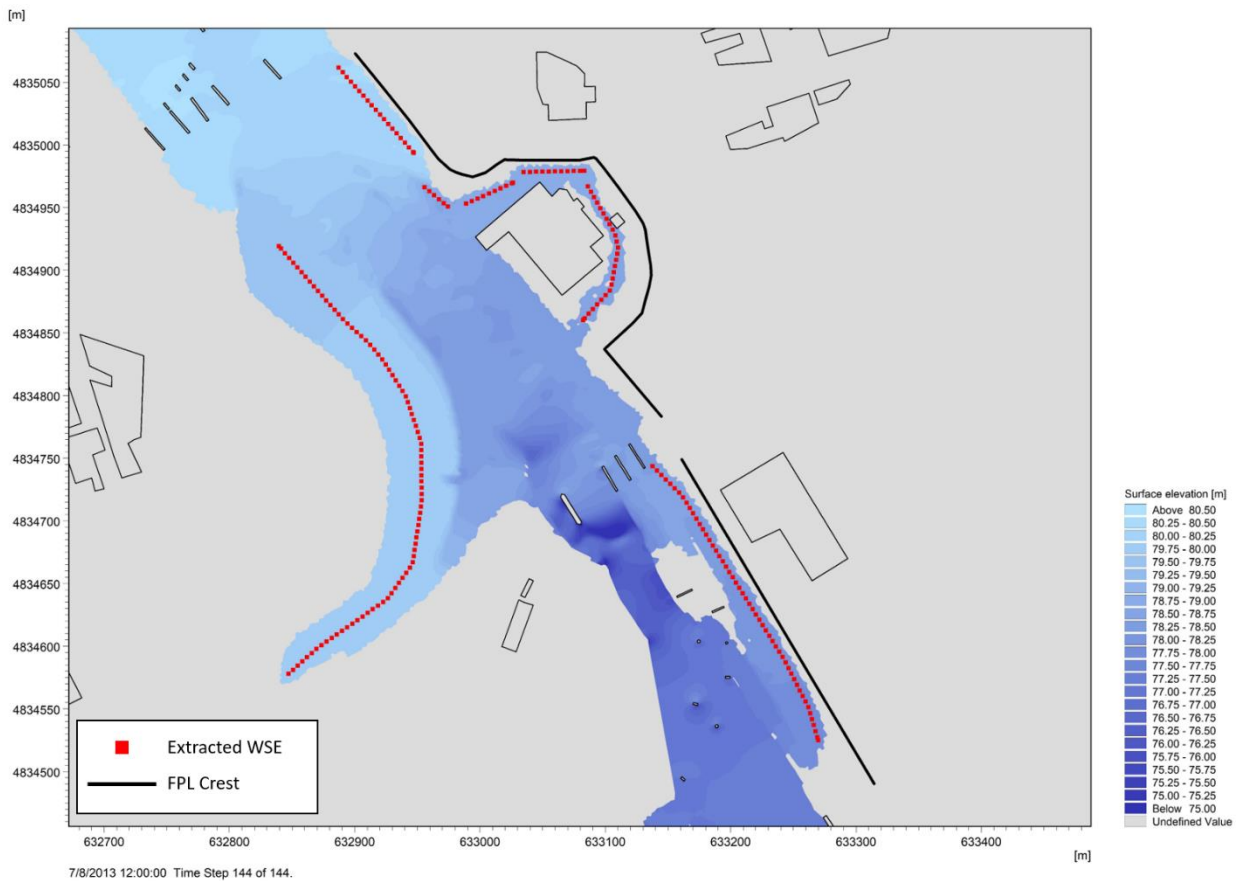 [m]
4835050
4835000
4834950
4834900
4834850
4834800
4834750
4834700
4834650
4834600
4834550
4834500
Extracted WSE
FPL Crest
632700 632800 632900 633000 633100 633200 633300 633400
[m]
7/8/2013 12:00:00 Time Step 144 of 144.
Surface elevation [m]
Above 80.50
80.25 - 80.50
80.00 - 80.25
79.75 - 80.00
79.50 - 79.75
79.25 - 79.50
79.00 - 79.25
78.75 - 79.00
78.50 - 78.75
78.25 - 78.50
78.00 - 78.25
77.75 - 78.00
77.50 - 77.75
77.25 - 77.50
77.00 - 77.25
76.75 - 77.00
76.50 - 76.75
76.25 - 76.50
76.00 - 76.25
75.75 - 76.00
75.50 - 75.75
75.25 - 75.50
75.00 - 75.25
Below 75.00
Undefined Value